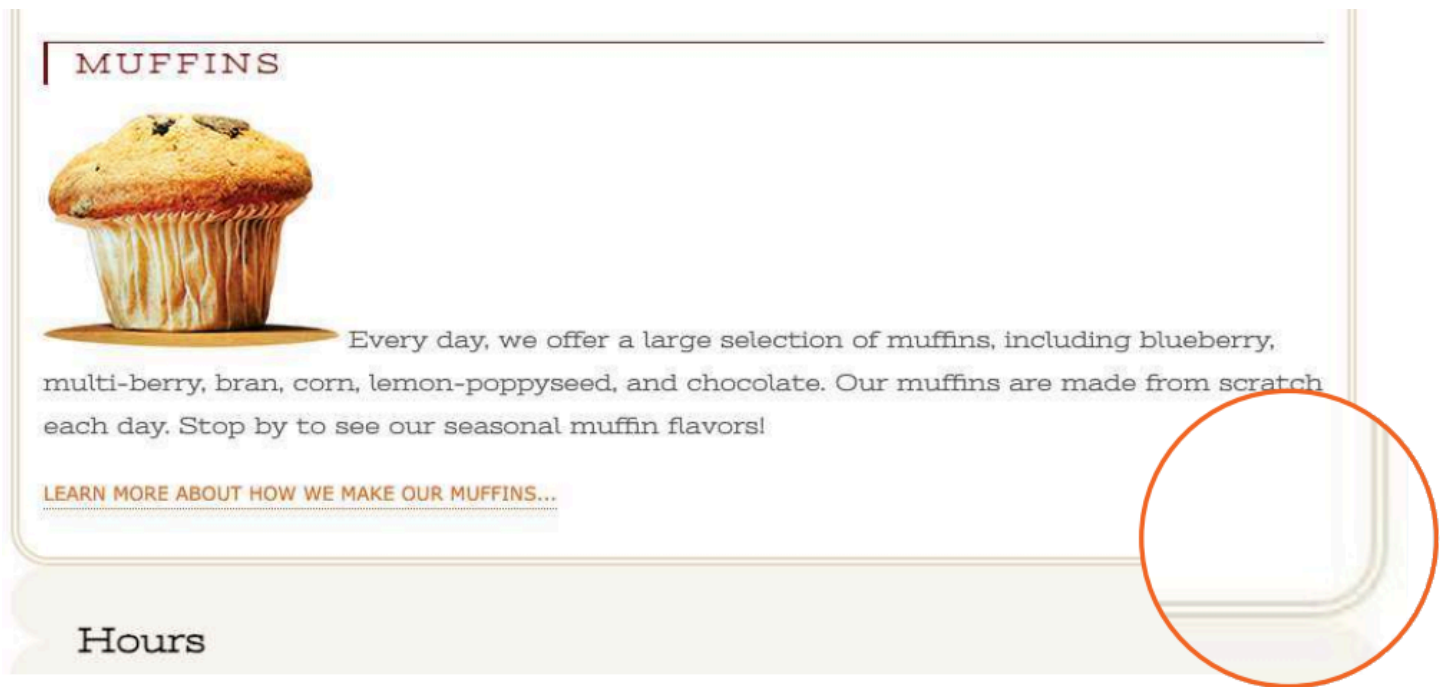 MUFFINS
Every day, we offer a large selection of muffins, including blueberry,
multi-berry, bran, corn, lemon-poppyseed, and chocolate. Our muffins are made from scratch
each day. Stop by to see our seasonal muffin flavors!
LEARN MORE ABOUT HOW WE MAKE OUR MUFFINS...
Hours